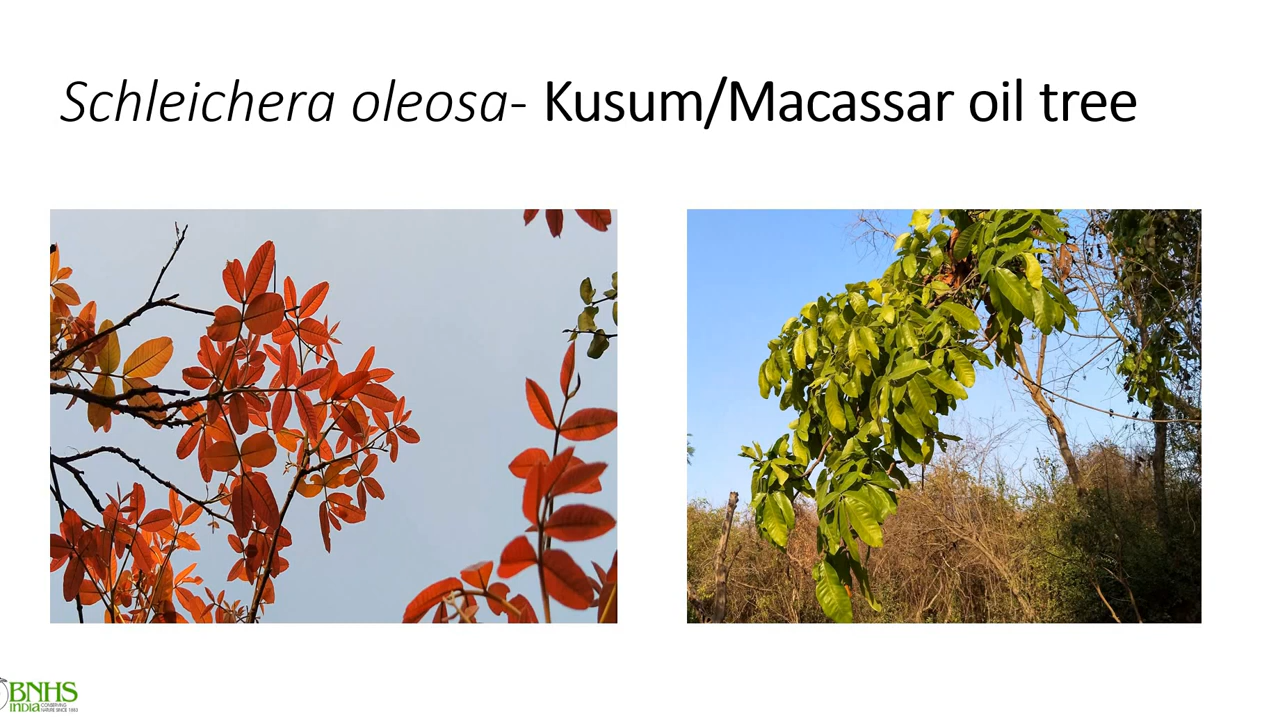 Schleichera oleosa- Kusum/Macassar oil tree
BNHS
INDIA CONSERVING
NATURE SINCE 1883